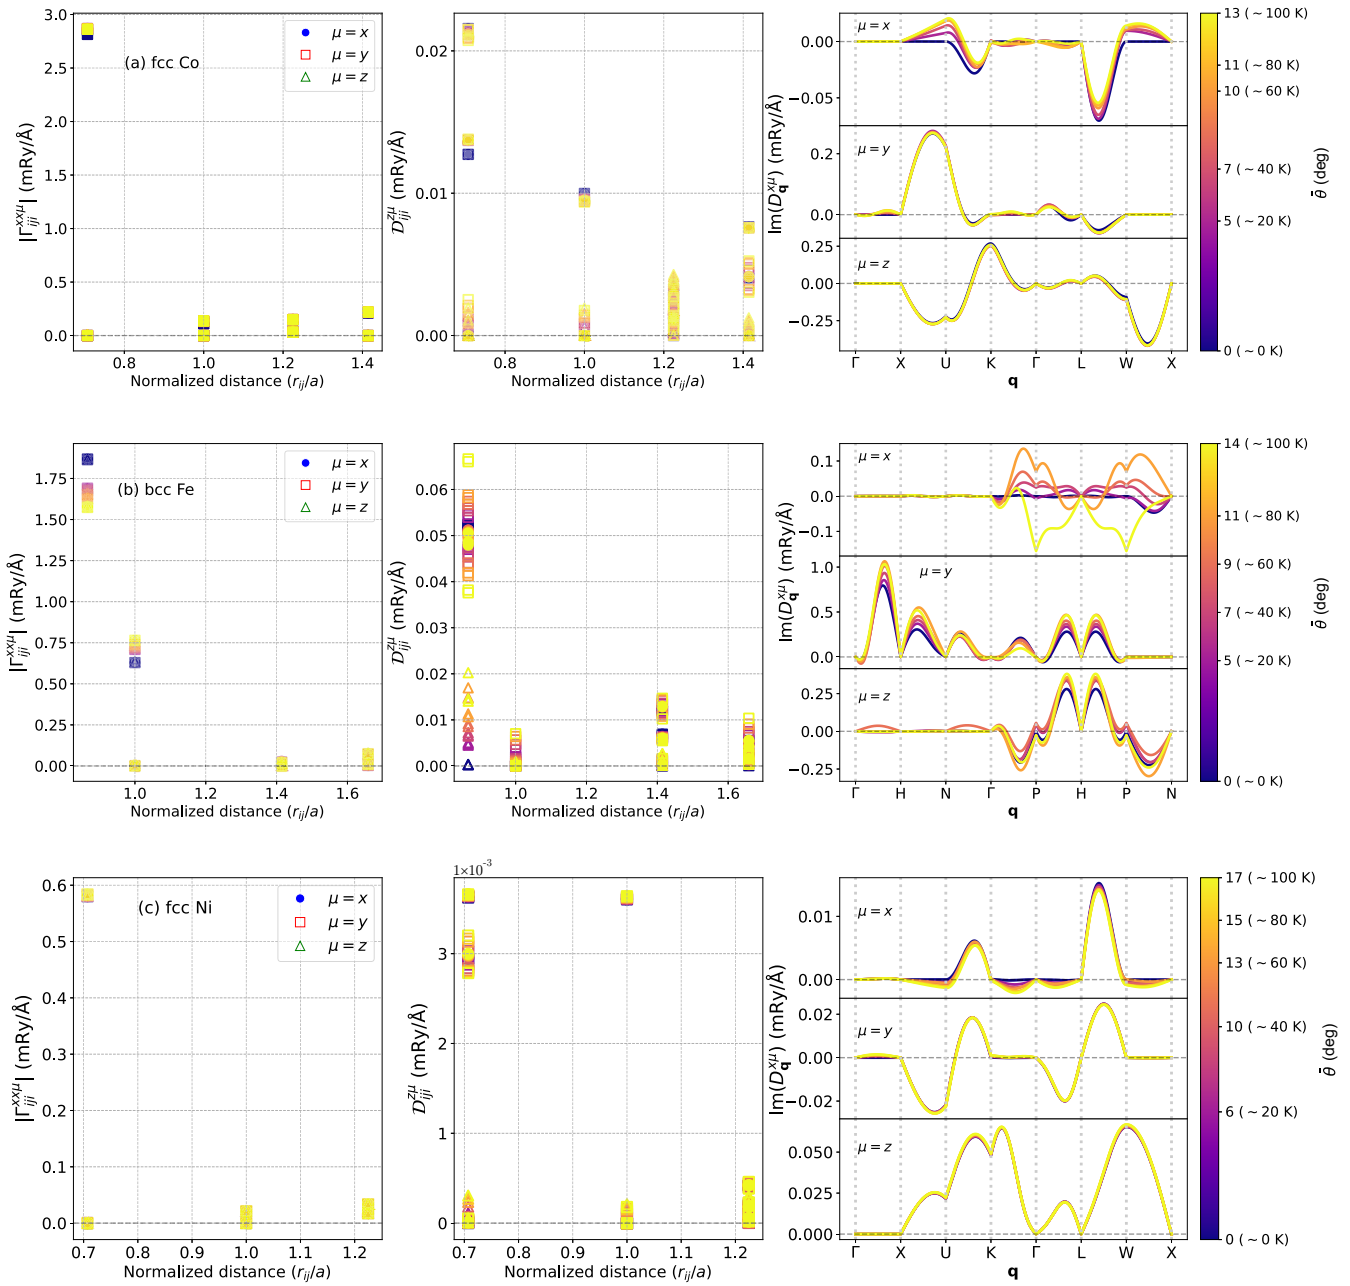 3.0
2.5
2.0
1.5
1.0
0.5
0.0
|Γ^{xxμ}_{iji}| (mRy/Å)
(a) fcc Co
μ = x
μ = y
μ = z
0.8 1.0 1.2 1.4
Normalized distance (r_{ij}/a)
0.02
0.01
0.00
𝒟^{zμ}_{iji} (mRy/Å)
0.8 1.0 1.2 1.4
Normalized distance (r_{ij}/a)
μ = x
0.00
−0.05
μ = y
0.2
0.0
μ = z
0.25
0.00
−0.25
Im(D^{xμ}_{q}) (mRy/Å)
Γ X U K Γ L W X
q
13 (∼ 100 K)
11 (∼ 80 K)
10 (∼ 60 K)
7 (∼ 40 K)
5 (∼ 20 K)
0 (∼ 0 K)
θ̄ (deg)
1.75
1.50
1.25
1.00
0.75
0.50
0.25
0.00
|Γ^{xxμ}_{iji}| (mRy/Å)
(b) bcc Fe
μ = x
μ = y
μ = z
1.0 1.2 1.4 1.6
Normalized distance (r_{ij}/a)
0.06
0.05
0.04
0.03
0.02
0.01
0.00
𝒟^{zμ}_{iji} (mRy/Å)
μ = x
μ = y
μ = z
1.0 1.2 1.4 1.6
Normalized distance (r_{ij}/a)
μ = x
0.1
0.0
−0.1
μ = y
1.0
0.5
0.0
μ = z
0.25
0.00
−0.25
Im(D^{xμ}_{q}) (mRy/Å)
Γ H N Γ P H P N
q
14 (∼ 100 K)
11 (∼ 80 K)
9 (∼ 60 K)
7 (∼ 40 K)
5 (∼ 20 K)
0 (∼ 0 K)
θ̄ (deg)
0.6
0.5
0.4
0.3
0.2
0.1
0.0
|Γ^{xxμ}_{iji}| (mRy/Å)
(c) fcc Ni
μ = x
μ = y
μ = z
0.7 0.8 0.9 1.0 1.1 1.2
Normalized distance (r_{ij}/a)
1×10⁻³
3
1
0
𝒟^{zμ}_{iji} (mRy/Å)
0.7 0.8 0.9 1.0 1.1 1.2
Normalized distance (r_{ij}/a)
μ = x
0.01
0.00
μ = y
0.02
0.00
−0.02
μ = z
0.050
0.025
0.000
Im(D^{xμ}_{q}) (mRy/Å)
Γ X U K Γ L W X
q
17 (∼ 100 K)
15 (∼ 80 K)
13 (∼ 60 K)
10 (∼ 40 K)
6 (∼ 20 K)
0 (∼ 0 K)
θ̄ (deg)